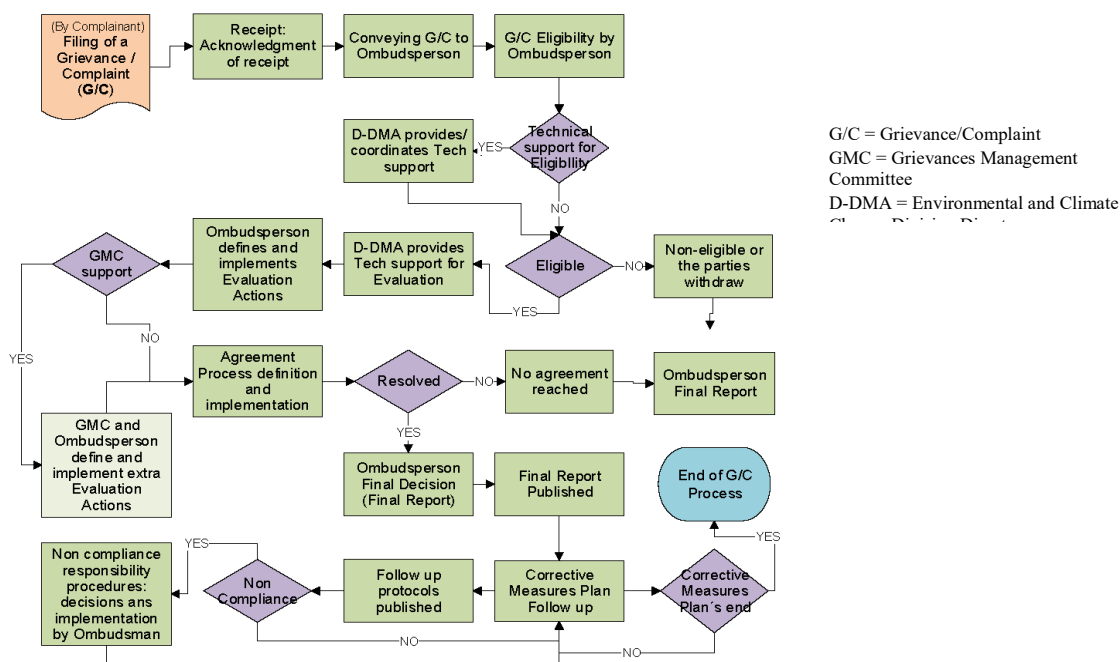 (By Complainant)
Filing of a
Grievance /
Complaint
(G/C)
Receipt:
Acknowledgment
of receipt
Conveying G/C to
Ombudsperson
G/C Eligibility by
Ombudsperson
D-DMA provides/
coordinates Tech
support
YES
Technical
support for
Eligibility
NO
G/C = Grievance/Complaint
GMC = Grievances Management
Committee
D-DMA = Environmental and Climate
GMC
support
Ombudsperson
defines and
implements
Evaluation
Actions
D-DMA provides
Tech support for
Evaluation
Eligible
NO
Non-eligible or
the parties
withdraw
YES
NO
YES
Agreement
Process definition
and
implementation
Resolved
NO
No agreement
reached
Ombudsperson
Final Report
YES
GMC and
Ombudsperson
define and
implement extra
Evaluation
Actions
Ombudsperson
Final Decision
(Final Report)
Final Report
Published
End of G/C
Process
YES
YES
Non compliance
responsibility
procedures:
decisions ans
implementation
by Ombudsman
Non
Compliance
Follow up
protocols
published
Corrective
Measures Plan
Follow up
Corrective
Measures
Plan´s end
NO
NO